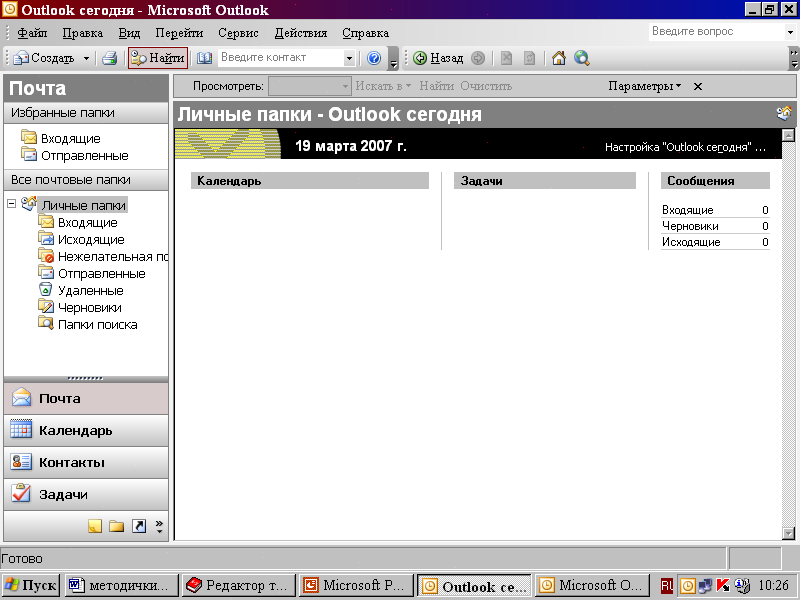 Outlook сегодня - Microsoft Outlook
Файл Правка Вид Перейти Сервис Действия Справка Введите вопрос
Создать Найти Введите контакт Назад
Почта
Просмотреть: Искать в Найти Очистить Параметры
Избранные папки
Личные папки - Outlook сегодня
Входящие
Отправленные
19 марта 2007 г. Настройка "Outlook сегодня" ...
Все почтовые папки
Календарь Задачи Сообщения
Личные папки
Входящие
Исходящие
Нежелательная по
Отправленные
Удаленные
Черновики
Папки поиска
Входящие 0
Черновики 0
Исходящие 0
Почта
Календарь
Контакты
Задачи
Готово
Пуск методички... Редактор т... Microsoft P... Outlook се... Microsoft O... Rl 10:26